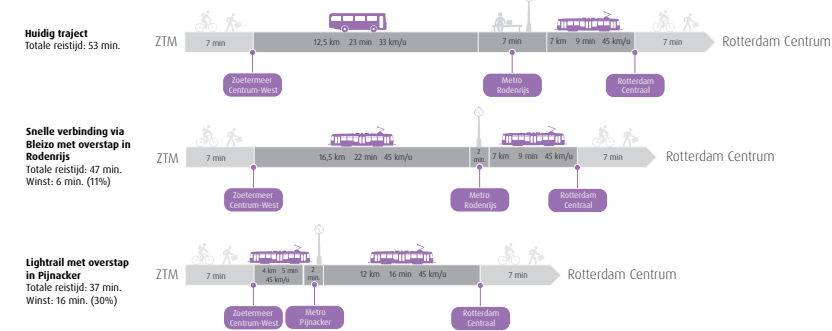 Huidig traject
Totale reistijd: 53 min.
ZTM
7 min
12,5 km 23 min 33 km/u
7 min
7 km 9 min 45 km/u
7 min
Rotterdam Centrum
Zoetermeer
Centrum-West
Metro
Rodenrijs
Rotterdam
Centraal
Snelle verbinding via
Bleizo met overstap in
Rodenrijs
Totale reistijd: 47 min.
Winst: 6 min. (11%)
ZTM
7 min
16,5 km 22 min 45 km/u
2
min.
7 km 9 min 45 km/u
7 min
Rotterdam Centrum
Zoetermeer
Centrum-West
Metro
Rodenrijs
Rotterdam
Centraal
Lightrail met overstap
in Pijnacker
Totale reistijd: 37 min.
Winst: 16 min. (30%)
ZTM
7 min
4 km 5 min
45 km/u
2
min.
12 km 16 min 45 km/u
7 min
Rotterdam Centrum
Zoetermeer
Centrum-West
Metro
Pijnacker
Rotterdam
Centraal